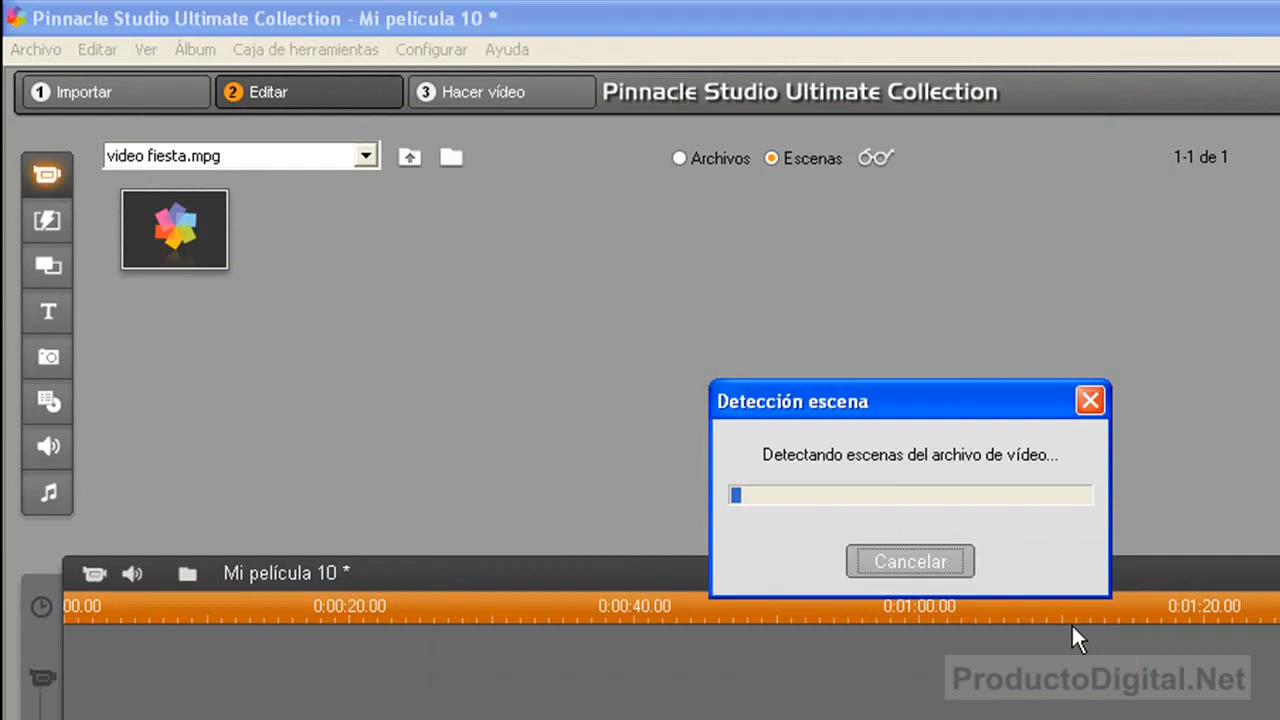 Pinnacle Studio Ultimate Collection - Mi película 10 *
Archivo Editar Ver Álbum Caja de herramientas Configurar Ayuda
1 Importar 2 Editar 3 Hacer vídeo Pinnacle Studio Ultimate Collection
video fiesta.mpg Archivos Escenas 1-1 de 1
T
Detección escena
Detectando escenas del archivo de vídeo...
Cancelar
Mi película 10 *
00.00 0:00:20.00 0:00:40.00 0:01:00.00 0:01:20.00
ProductoDigital.Net